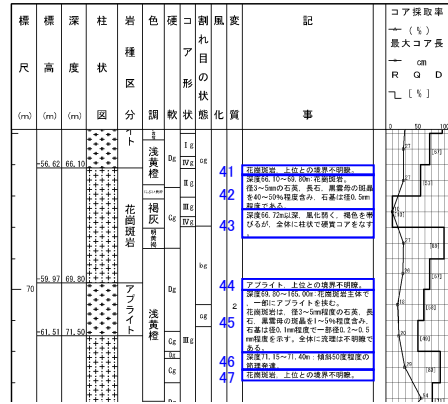 標尺 (m)
標高 (m)
深度 (m)
柱状図
岩種区分
色調
硬軟
コア形状
割れ目の状態
風化
変質
記事
コア採取率
(%)
最大コア長
cm
R Q D
[%]
0 50 100
ト
浅黄橙
Dg
Ⅰg
Ⅳg
cg
-56.62 66.10
41
花崗斑岩、上位との境界不明瞭。
深度66.10~69.80m:花崗斑岩。
径3~5mmの石英、長石、黒雲母の斑晶
を40~50%程度含み、石基は径0.5mm
程度である。
42
Ⅱg
花崗斑岩
褐灰
Cg
Ⅲg
Ⅳg
深度66.72m以深、風化弱く、褐色を帯
びるが、全体に柱状で硬質コアをなす
。
43
bg
-59.97 69.80
70
44
アプライト、上位との境界不明瞭。
アプライト
浅黄橙
Dg
深度69.80~165.00m:花崗斑岩主体で
、一部にアプライトを挟む。
花崗斑岩は、径3~5mm程度の石英、長
石、黒雲母の斑晶を1~5%程度含み、
石基は径0.1mm程度で一部径0.2~0.5
mm程度を示す。全体に流理は不明瞭で
ある。
2
45
cg
-61.51 71.50
Cg
Ⅲg
Dg
Cg
46
深度71.15~71.40m:傾斜50度程度の
節理発達。
47
花崗斑岩、上位との境界不明瞭。